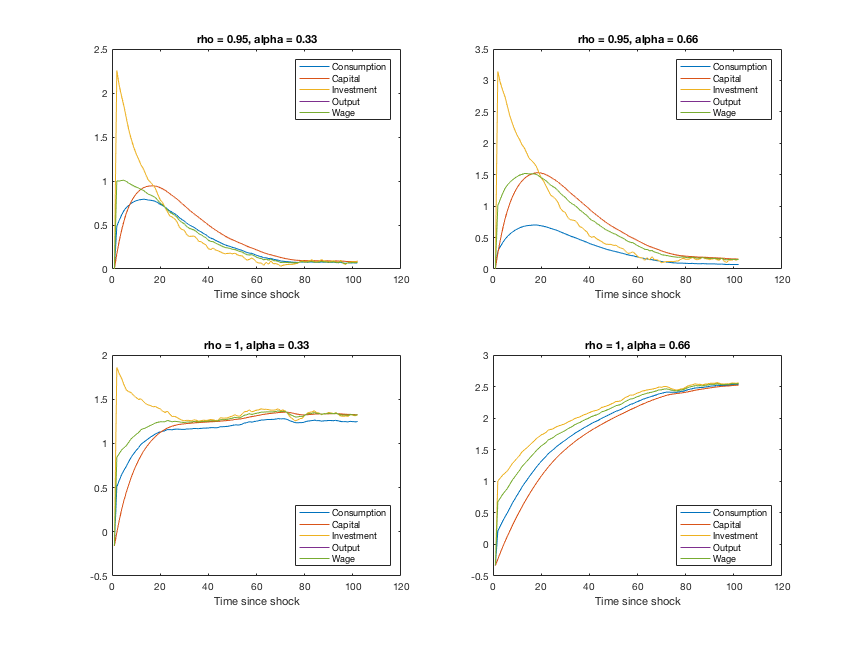 rho = 0.95, alpha = 0.33
2.5
2
1.5
1
0.5
0
0 20 40 60 80 100 120
Time since shock
Consumption
Capital
Investment
Output
Wage
rho = 0.95, alpha = 0.66
3.5
3
2.5
2
1.5
1
0.5
0
0 20 40 60 80 100 120
Time since shock
Consumption
Capital
Investment
Output
Wage
rho = 1, alpha = 0.33
2
1.5
1
0.5
0
-0.5
0 20 40 60 80 100 120
Time since shock
Consumption
Capital
Investment
Output
Wage
rho = 1, alpha = 0.66
3
2.5
2
1.5
1
0.5
0
-0.5
0 20 40 60 80 100 120
Time since shock
Consumption
Capital
Investment
Output
Wage